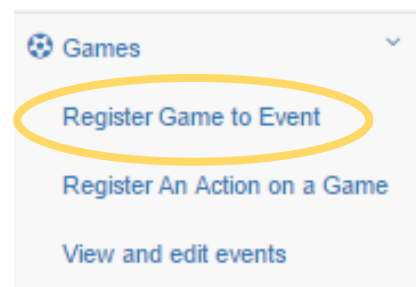 Games
Register Game to Event
Register An Action on a Game
View and edit events